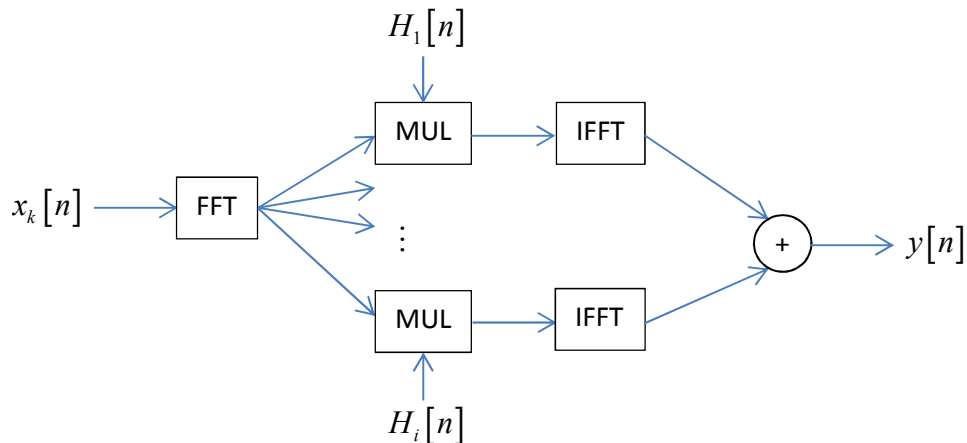 H₁[n]
MUL
IFFT
xₖ[n]
FFT
⋮
+
y[n]
MUL
IFFT
Hᵢ[n]